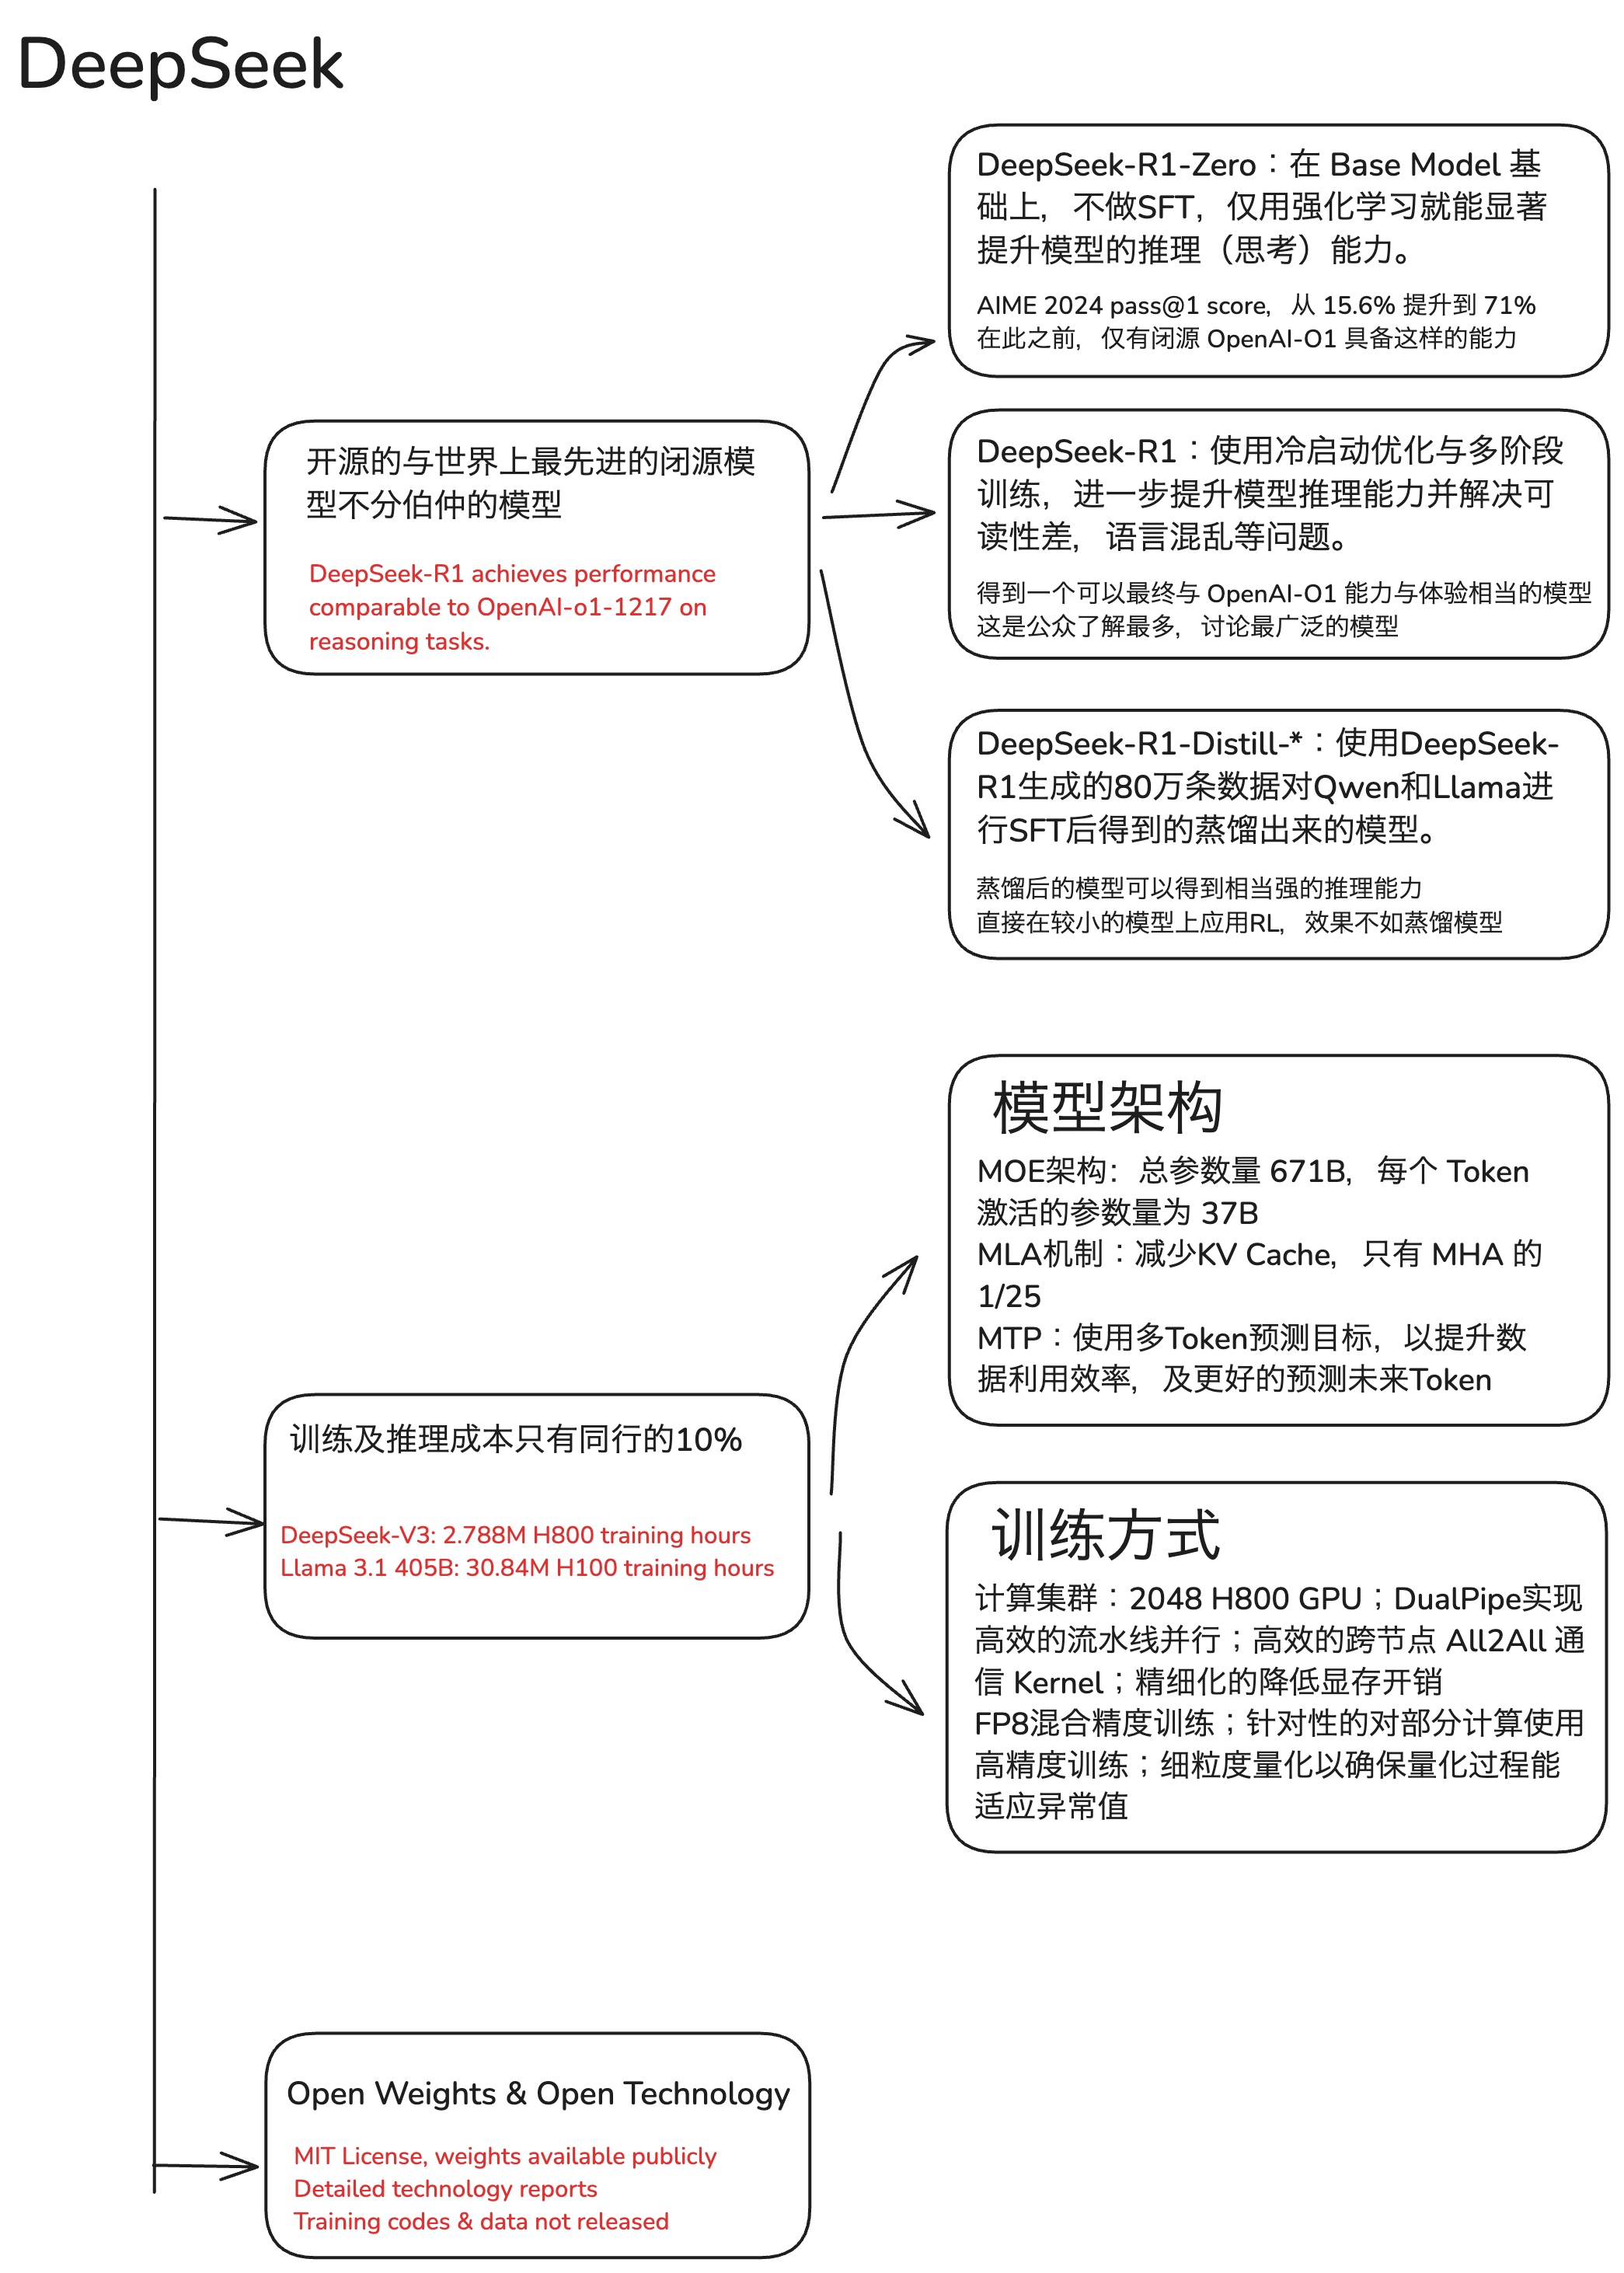 DeepSeek
DeepSeek-R1-Zero：在 Base Model 基
础上，不做SFT，仅用强化学习就能显著
提升模型的推理（思考）能力。
AIME 2024 pass@1 score，从 15.6% 提升到 71%
在此之前，仅有闭源 OpenAI-O1 具备这样的能力
开源的与世界上最先进的闭源模
型不分伯仲的模型
DeepSeek-R1 achieves performance
comparable to OpenAI-o1-1217 on
reasoning tasks.
DeepSeek-R1：使用冷启动优化与多阶段
训练，进一步提升模型推理能力并解决可
读性差，语言混乱等问题。
得到一个可以最终与 OpenAI-O1 能力与体验相当的模型
这是公众了解最多，讨论最广泛的模型
DeepSeek-R1-Distill-*：使用DeepSeek-
R1生成的80万条数据对Qwen和Llama进
行SFT后得到的蒸馏出来的模型。
蒸馏后的模型可以得到相当强的推理能力
直接在较小的模型上应用RL，效果不如蒸馏模型
模型架构
MOE架构：总参数量 671B，每个 Token
激活的参数量为 37B
MLA机制：减少KV Cache，只有 MHA 的
1/25
MTP：使用多Token预测目标，以提升数
据利用效率，及更好的预测未来Token
训练及推理成本只有同行的10%
DeepSeek-V3: 2.788M H800 training hours
Llama 3.1 405B: 30.84M H100 training hours
训练方式
计算集群：2048 H800 GPU；DualPipe实现
高效的流水线并行；高效的跨节点 All2All 通
信 Kernel；精细化的降低显存开销
FP8混合精度训练；针对性的对部分计算使用
高精度训练；细粒度量化以确保量化过程能
适应异常值
Open Weights & Open Technology
MIT License, weights available publicly
Detailed technology reports
Training codes & data not released